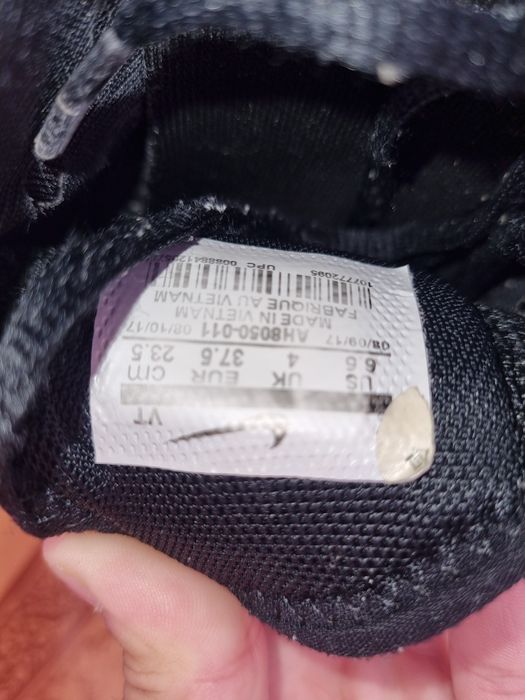 VT
US UK EUR cm
6.5 4 37.5 23.5
08/09/17 AH8050-011 08/10/17
MADE IN VIETNAM
FABRIQUE AU VIETNAM
107772095
UPC